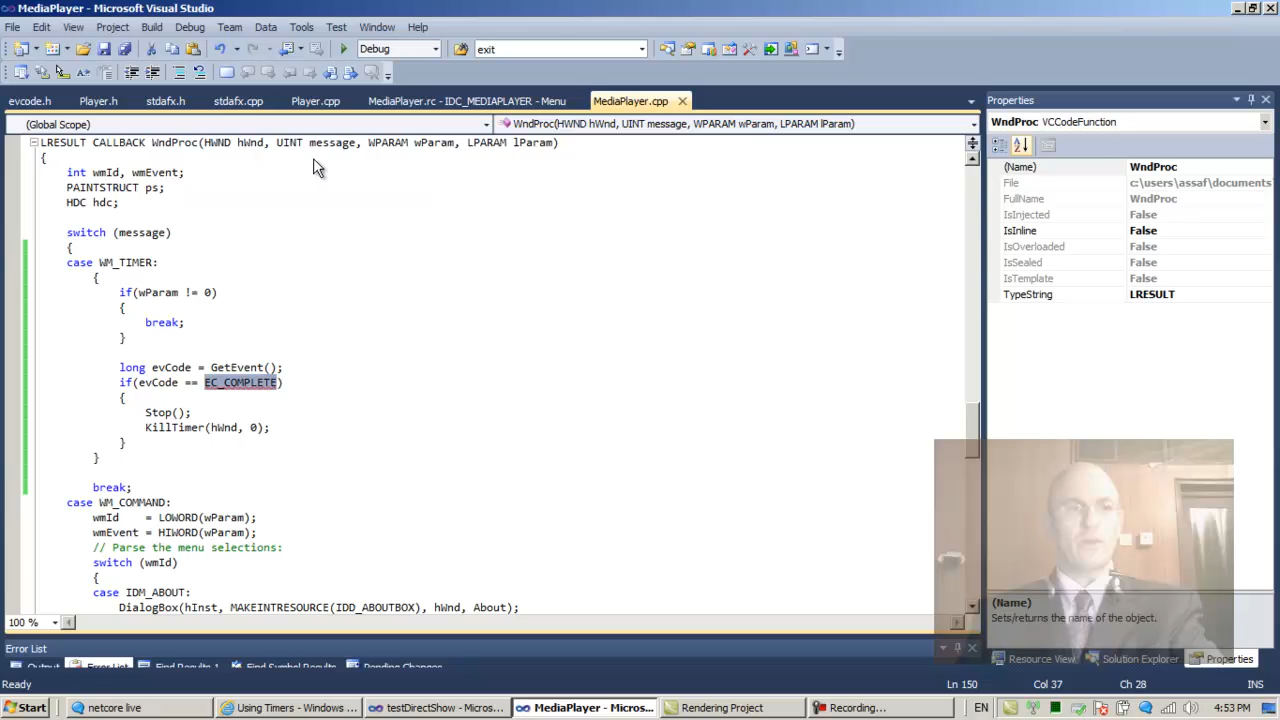 MediaPlayer - Microsoft Visual Studio
File Edit View Project Build Debug Team Data Tools Test Window Help
Debug exit
evcode.h Player.h stdafx.h stdafx.cpp Player.cpp MediaPlayer.rc - IDC_MEDIAPLAYER - Menu MediaPlayer.cpp Properties
(Global Scope) WndProc(HWND hWnd, UINT message, WPARAM wParam, LPARAM lParam) WndProc VCCodeFunction
LRESULT CALLBACK WndProc(HWND hWnd, UINT message, WPARAM wParam, LPARAM lParam)
{
int wmId, wmEvent;
PAINTSTRUCT ps;
HDC hdc;
switch (message)
{
case WM_TIMER:
{
if(wParam != 0)
{
break;
}
long evCode = GetEvent();
if(evCode == EC_COMPLETE)
{
Stop();
KillTimer(hWnd, 0);
}
}
break;
case WM_COMMAND:
wmId = LOWORD(wParam);
wmEvent = HIWORD(wParam);
// Parse the menu selections:
switch (wmId)
{
case IDM_ABOUT:
DialogBox(hInst, MAKEINTRESOURCE(IDD_ABOUTBOX), hWnd, About);
(Name) WndProc
File c:\users\assaf\documents
FullName WndProc
IsInjected False
IsInline False
IsOverloaded False
IsSealed False
IsTemplate False
TypeString LRESULT
(Name)
Sets/returns the name of the object.
100 %
Error List
Output Error List Find Results 1 Find Symbol Results Pending Changes Resource View Solution Explorer Properties
Ready Ln 150 Col 37 Ch 28 INS
Start netcore live Using Timers - Windows ... testDirectShow - Micros... MediaPlayer - Micros... Rendering Project Recording... EN 4:53 PM